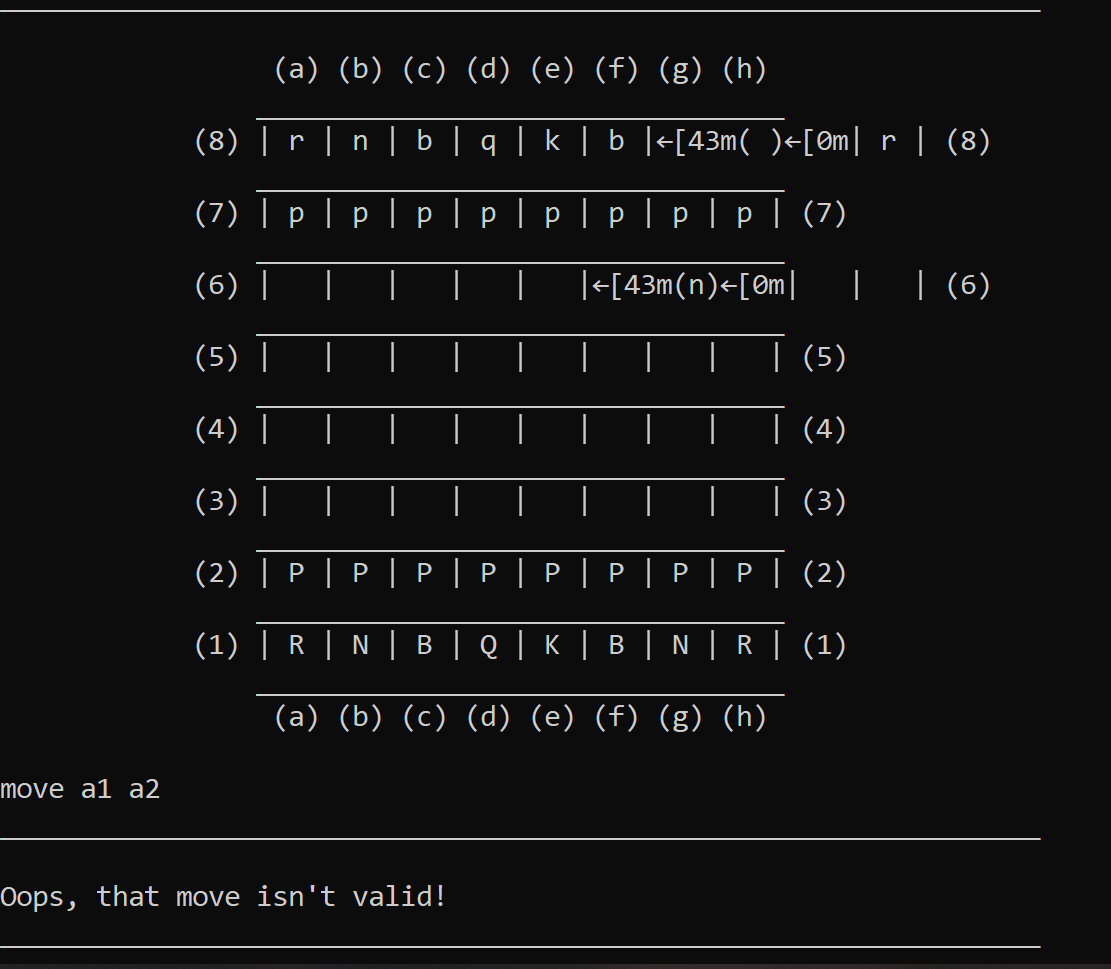 (a) (b) (c) (d) (e) (f) (g) (h)
(8) | r | n | b | q | k | b |←[43m( )←[0m| r | (8)
(7) | p | p | p | p | p | p | p | p | (7)
(6) |   |   |   |   |   |←[43m(n)←[0m|   |   | (6)
(5) |   |   |   |   |   |   |   |   | (5)
(4) |   |   |   |   |   |   |   |   | (4)
(3) |   |   |   |   |   |   |   |   | (3)
(2) | P | P | P | P | P | P | P | P | (2)
(1) | R | N | B | Q | K | B | N | R | (1)
(a) (b) (c) (d) (e) (f) (g) (h)
move a1 a2
Oops, that move isn't valid!